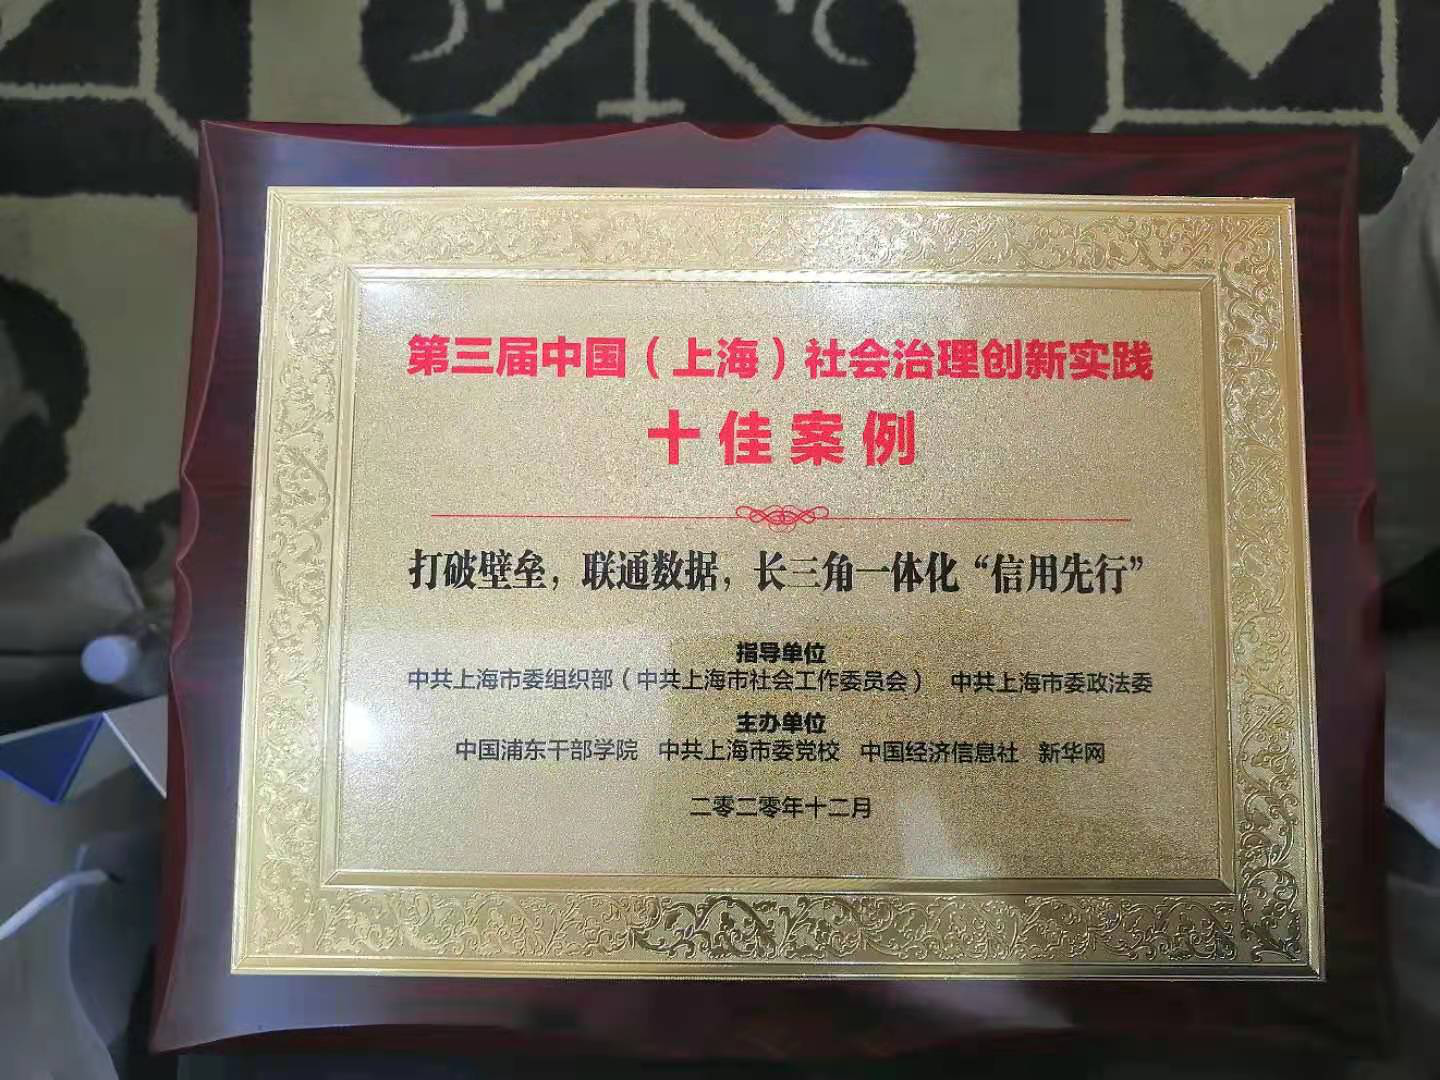 第三届中国（上海）社会治理创新实践
十佳案例
打破壁垒，联通数据，长三角一体化“信用先行”
指导单位
中共上海市委组织部（中共上海市社会工作委员会） 中共上海市委政法委
主办单位
中国浦东干部学院 中共上海市委党校 中国经济信息社 新华网
二零二零年十二月